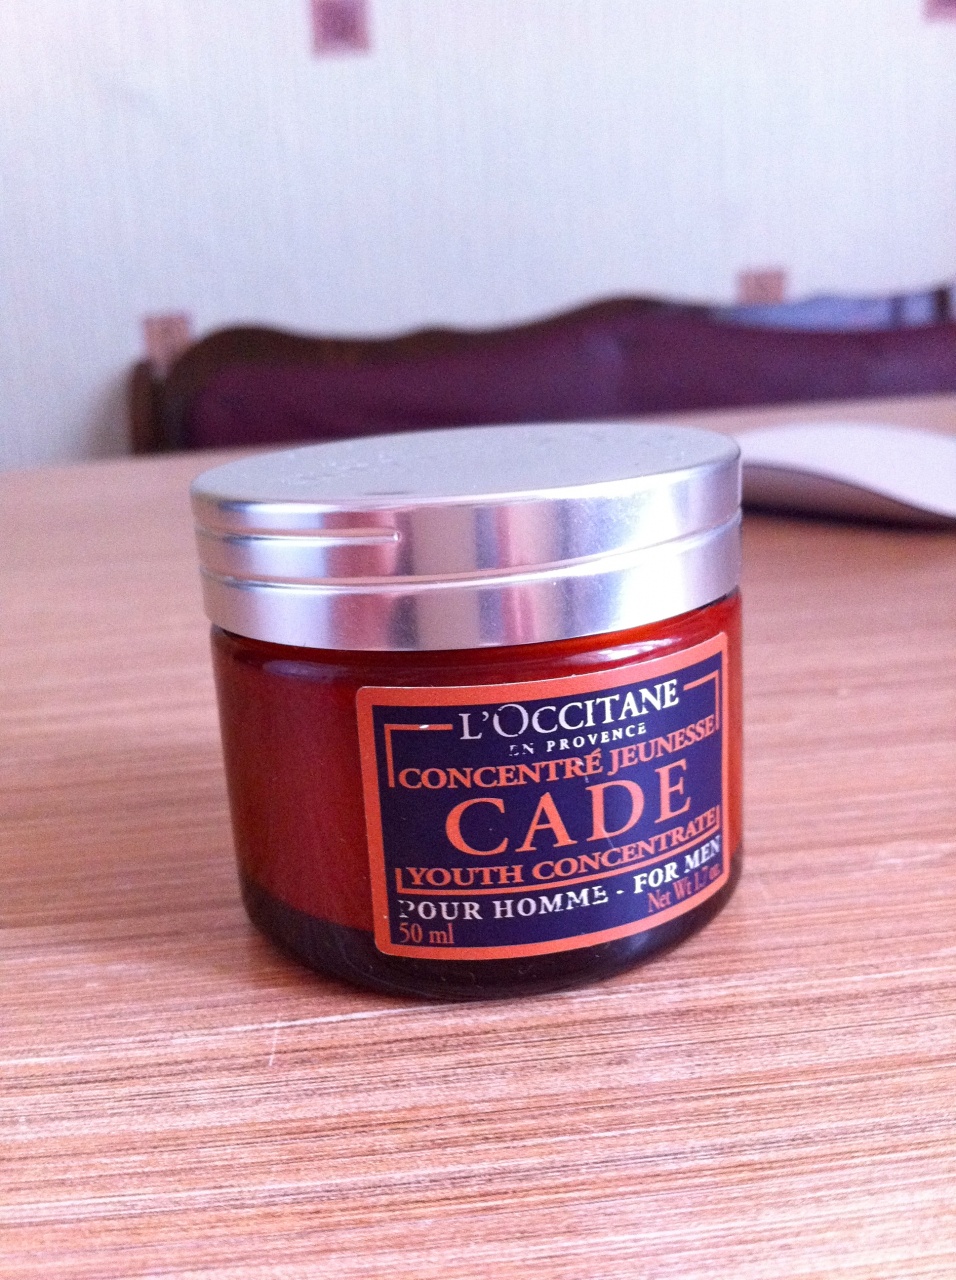 L'OCCITANE
EN PROVENCE
CONCENTRÉ JEUNESSE
CADE
YOUTH CONCENTRATE
POUR HOMME - FOR MEN
50 ml Net Wt 1.7 oz.